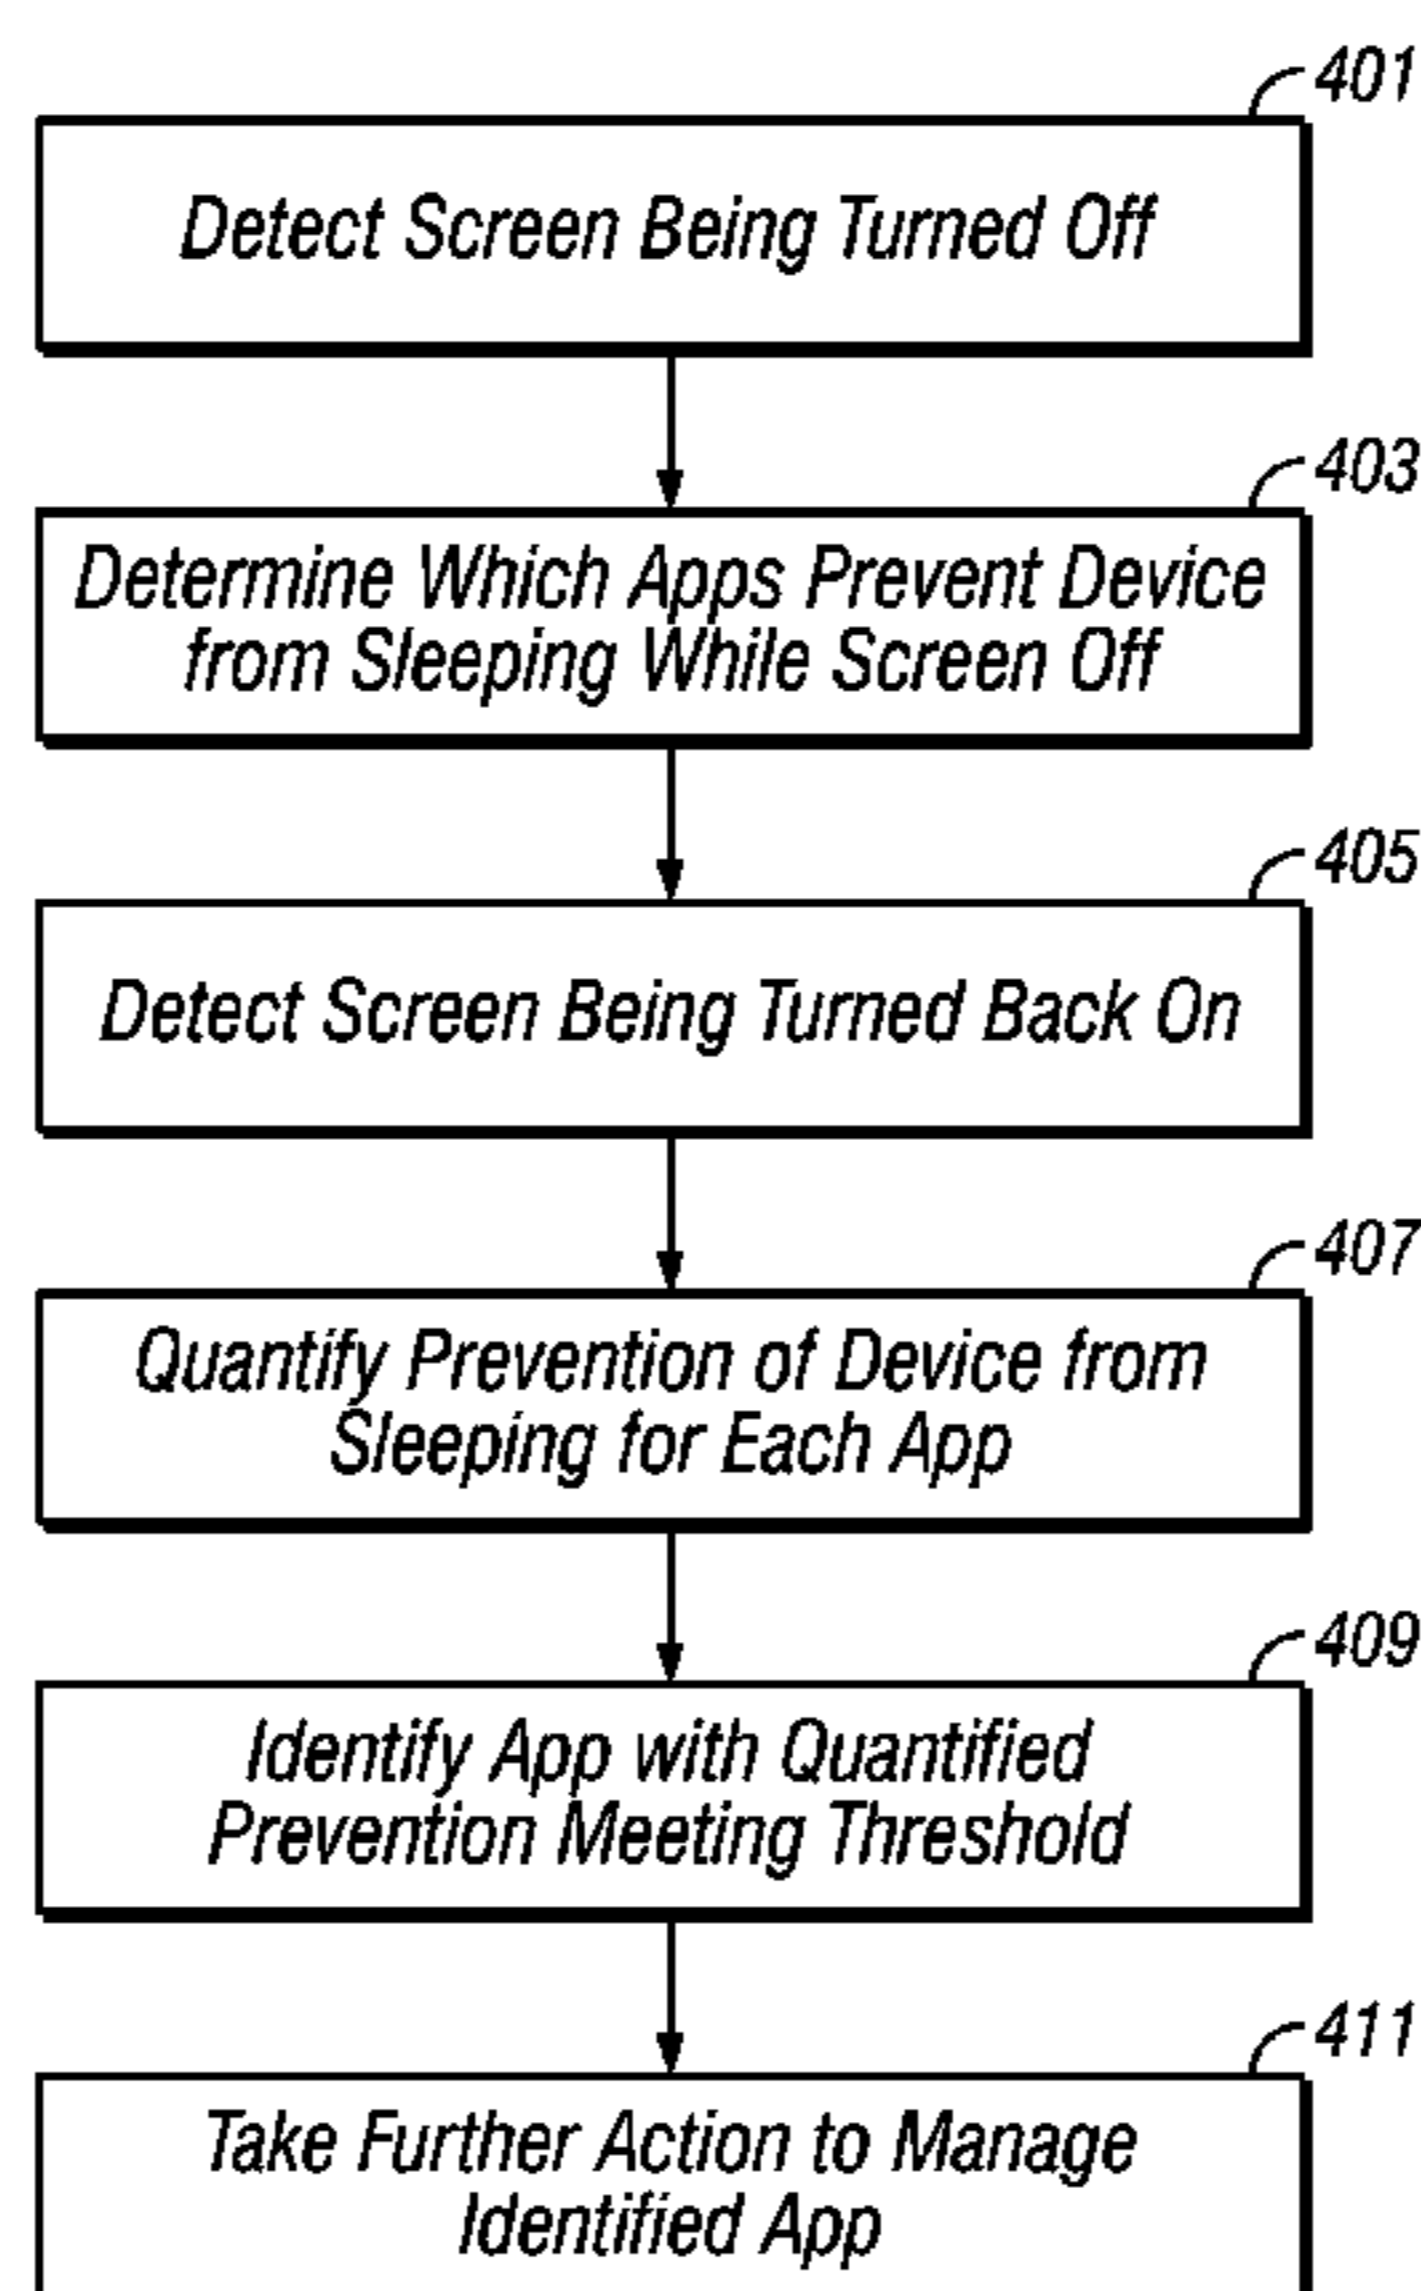 401
Detect Screen Being Turned Off
403
Determine Which Apps Prevent Device
from Sleeping While Screen Off
405
Detect Screen Being Turned Back On
407
Quantify Prevention of Device from
Sleeping for Each App
409
Identify App with Quantified
Prevention Meeting Threshold
411
Take Further Action to Manage
Identified App